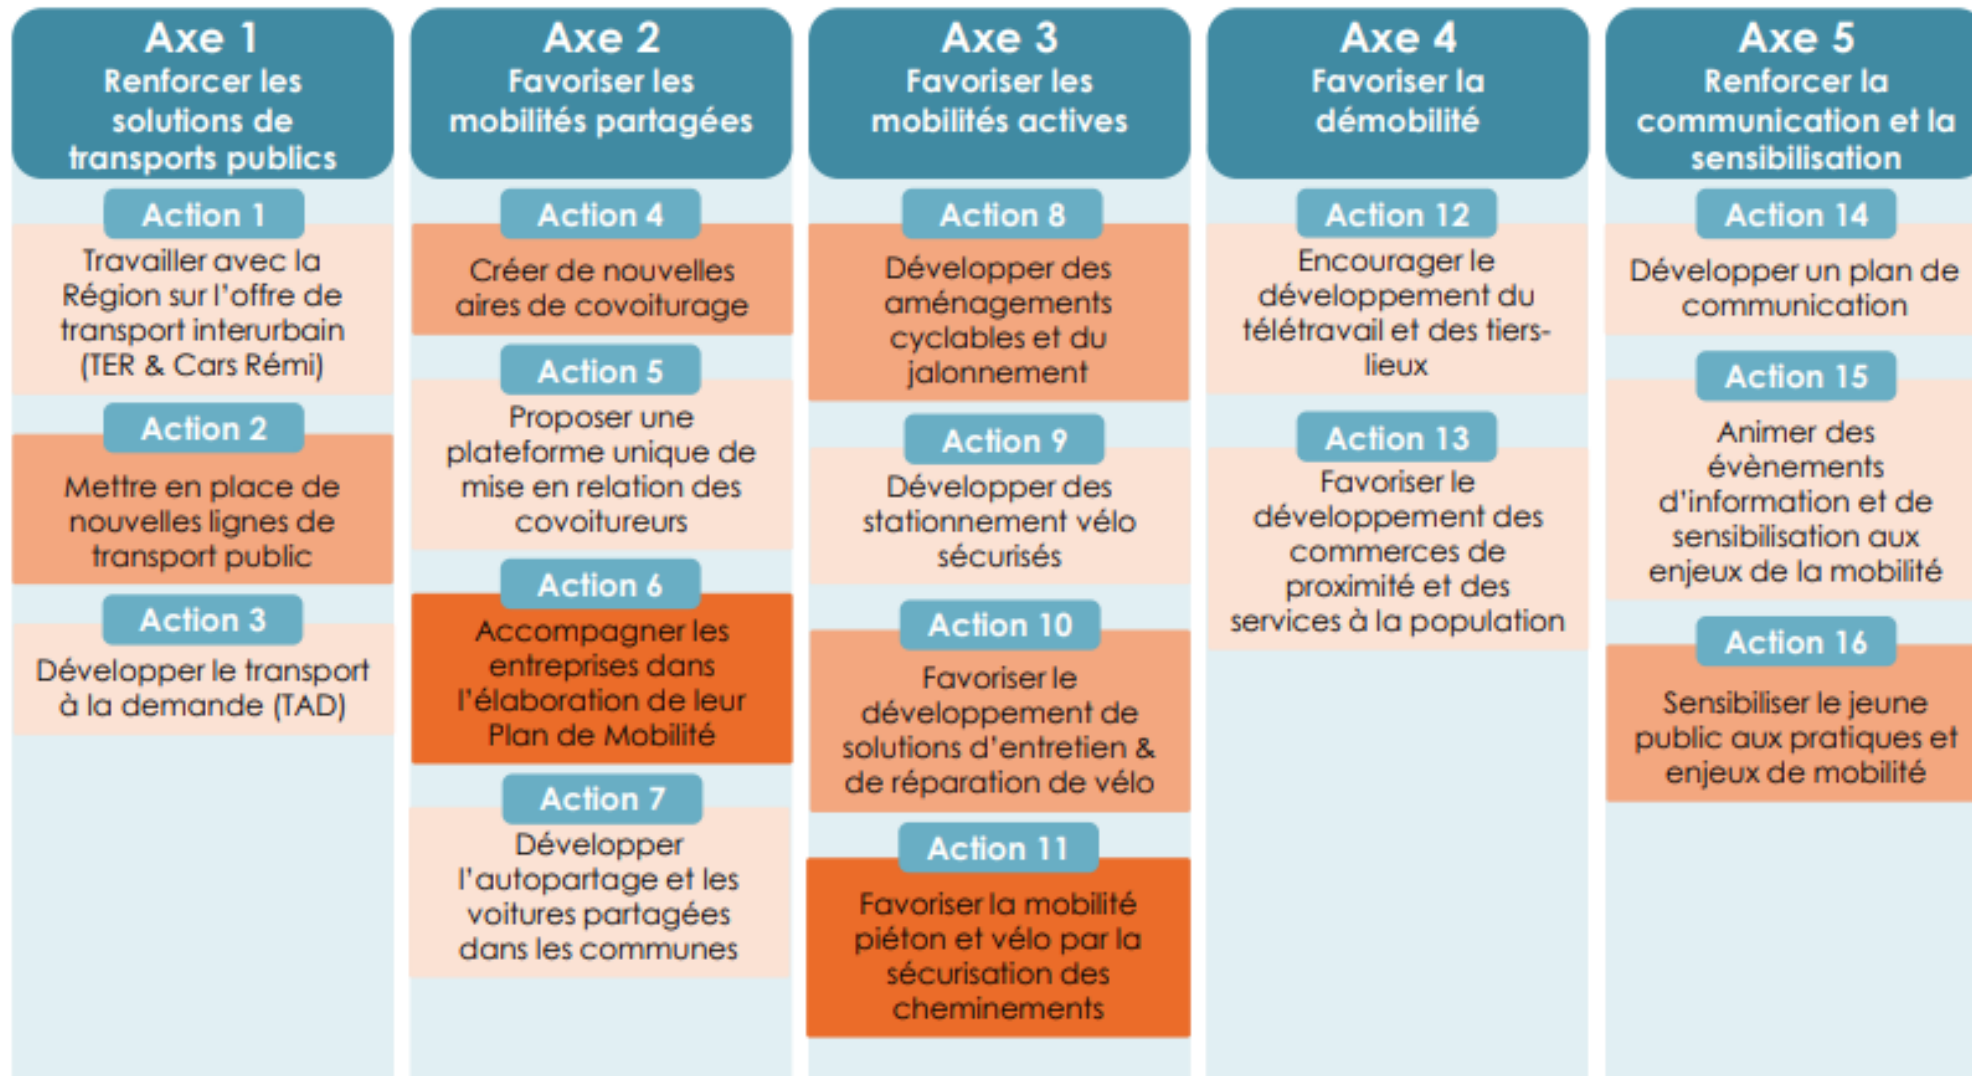 Axe 1
Renforcer les
solutions de
transports publics
Action 1
Travailler avec la
Région sur l'offre de
transport interurbain
(TER & Cars Rémi)
Action 2
Mettre en place de
nouvelles lignes de
transport public
Action 3
Développer le transport
à la demande (TAD)
Axe 2
Favoriser les
mobilités partagées
Action 4
Créer de nouvelles
aires de covoiturage
Action 5
Proposer une
plateforme unique de
mise en relation des
covoitureurs
Action 6
Accompagner les
entreprises dans
l'élaboration de leur
Plan de Mobilité
Action 7
Développer
l'autopartage et les
voitures partagées
dans les communes
Axe 3
Favoriser les
mobilités actives
Action 8
Développer des
aménagements
cyclables et du
jalonnement
Action 9
Développer des
stationnement vélo
sécurisés
Action 10
Favoriser le
développement de
solutions d'entretien &
de réparation de vélo
Action 11
Favoriser la mobilité
piéton et vélo par la
sécurisation des
cheminements
Axe 4
Favoriser la
démobilité
Action 12
Encourager le
développement du
télétravail et des tiers-
lieux
Action 13
Favoriser le
développement des
commerces de
proximité et des
services à la population
Axe 5
Renforcer la
communication et la
sensibilisation
Action 14
Développer un plan de
communication
Action 15
Animer des
évènements
d'information et de
sensibilisation aux
enjeux de la mobilité
Action 16
Sensibiliser le jeune
public aux pratiques et
enjeux de mobilité